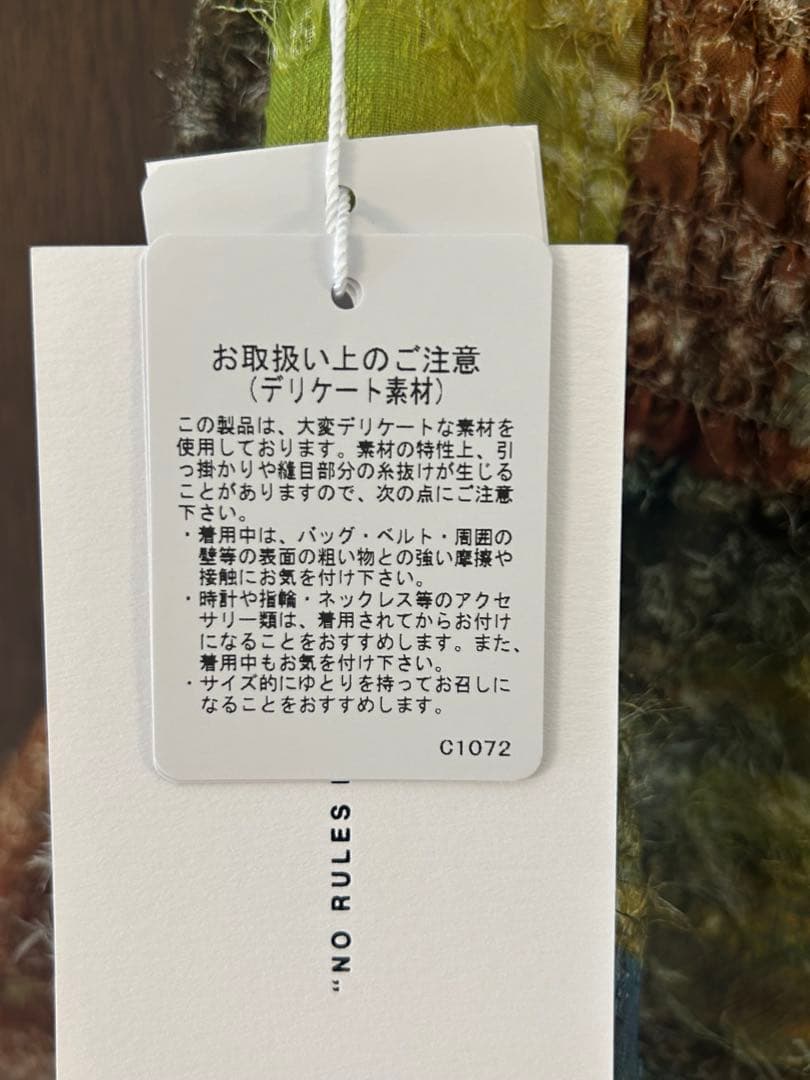 お取扱い上のご注意
（デリケート素材）
この製品は、大変デリケートな素材を
使用しております。素材の特性上、引
っ掛かりや縫目部分の糸抜けが生じる
ことがありますので、次の点にご注意
下さい。
・着用中は、バッグ・ベルト・周囲の
壁等の表面の粗い物との強い摩擦や
接触にお気を付け下さい。
・時計や指輪・ネックレス等のアクセ
サリー類は、着用されてからお付け
になることをおすすめします。また、
着用中もお気を付け下さい。
・サイズ的にゆとりを持ってお召しに
なることをおすすめします。
C1072
"NO RULES